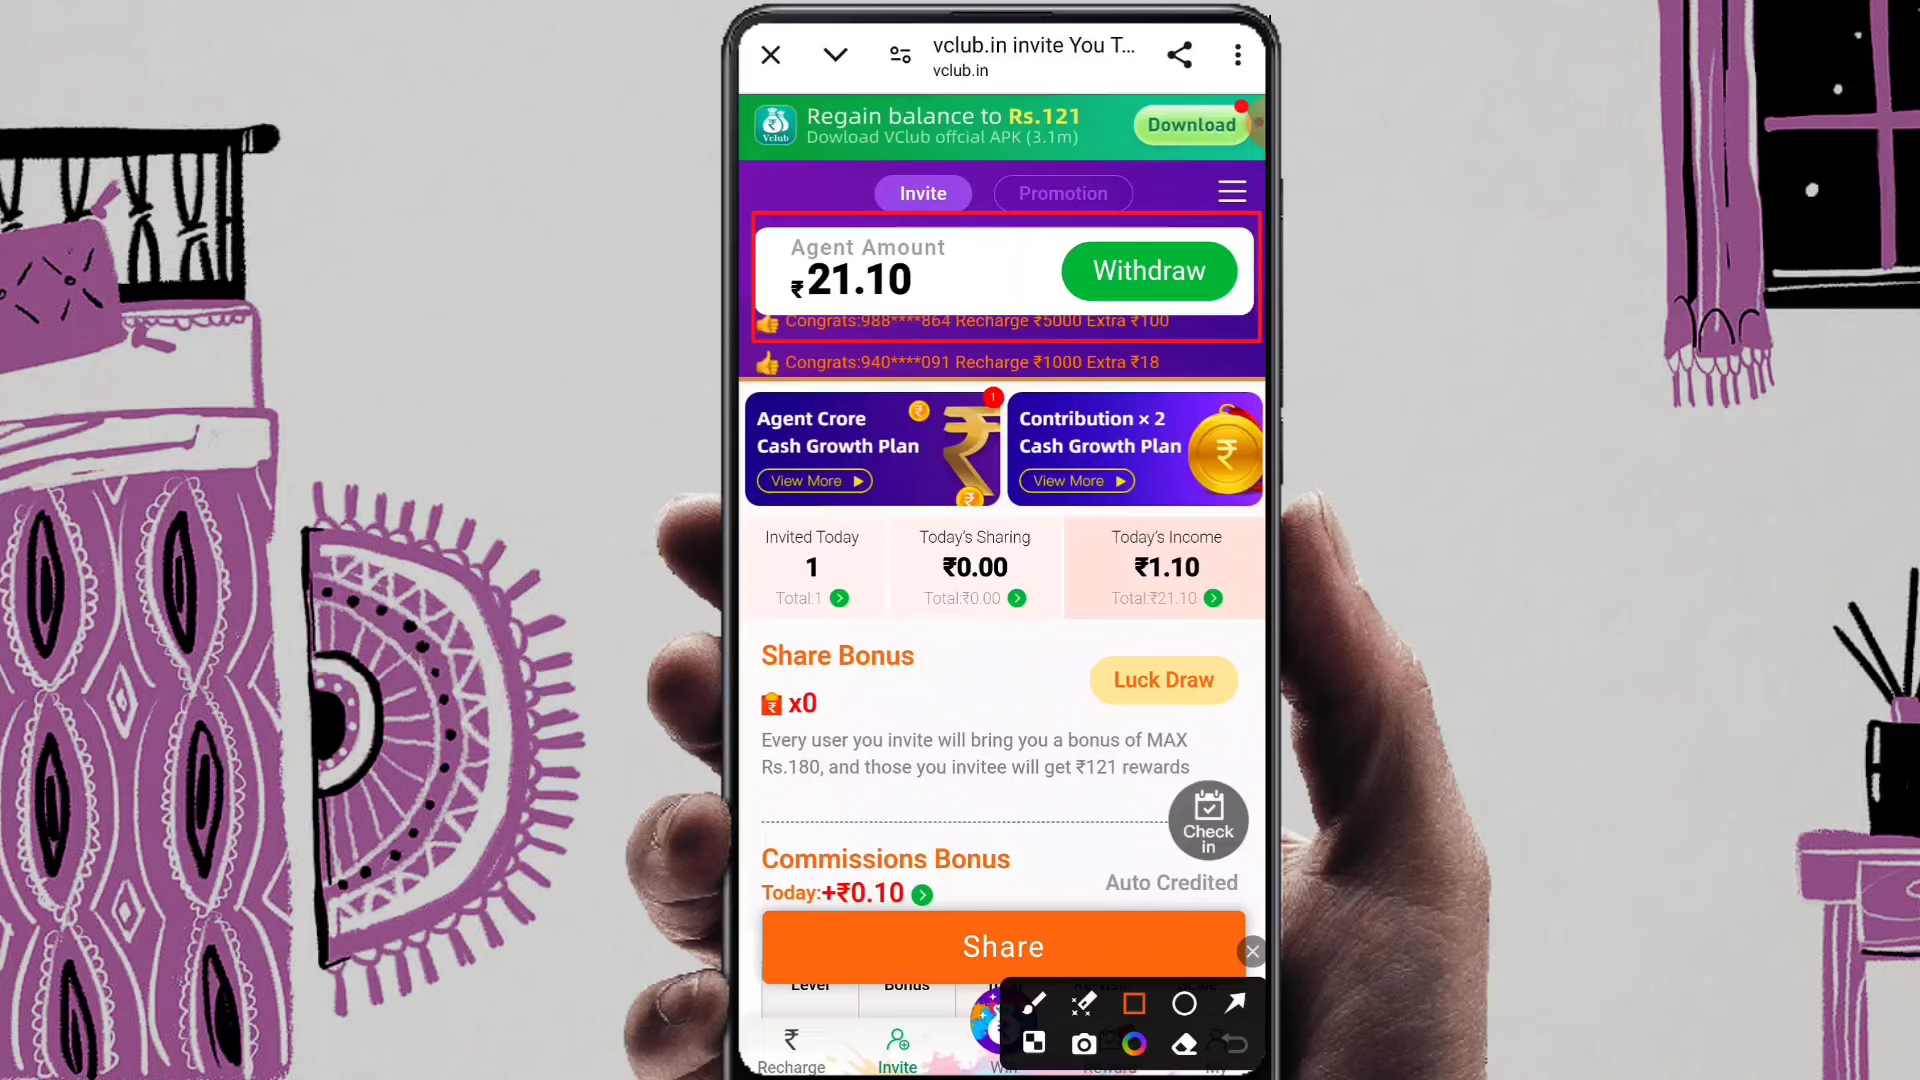 vclub.in invite You T...
vclub.in
Regain balance to Rs.121
Dowload VClub offcial APK (3.1m)
Download
Vclub
Invite
Promotion
Agent Amount
₹21.10
Withdraw
Congrats:988****864 Recharge ₹5000 Extra ₹100
Congrats:940****091 Recharge ₹1000 Extra ₹18
1
Agent Crore
Cash Growth Plan
View More
Contribution × 2
Cash Growth Plan
View More
Invited Today
1
Total:1
Today's Sharing
₹0.00
Total:₹0.00
Today's Income
₹1.10
Total:₹21.10
Share Bonus
x0
Luck Draw
Every user you invite will bring you a bonus of MAX
Rs.180, and those you invitee will get ₹121 rewards
Check
in
Commissions Bonus
Today:+₹0.10
Auto Credited
Share
Level
Bonus
Recharge
Invite
Win
Reward
My